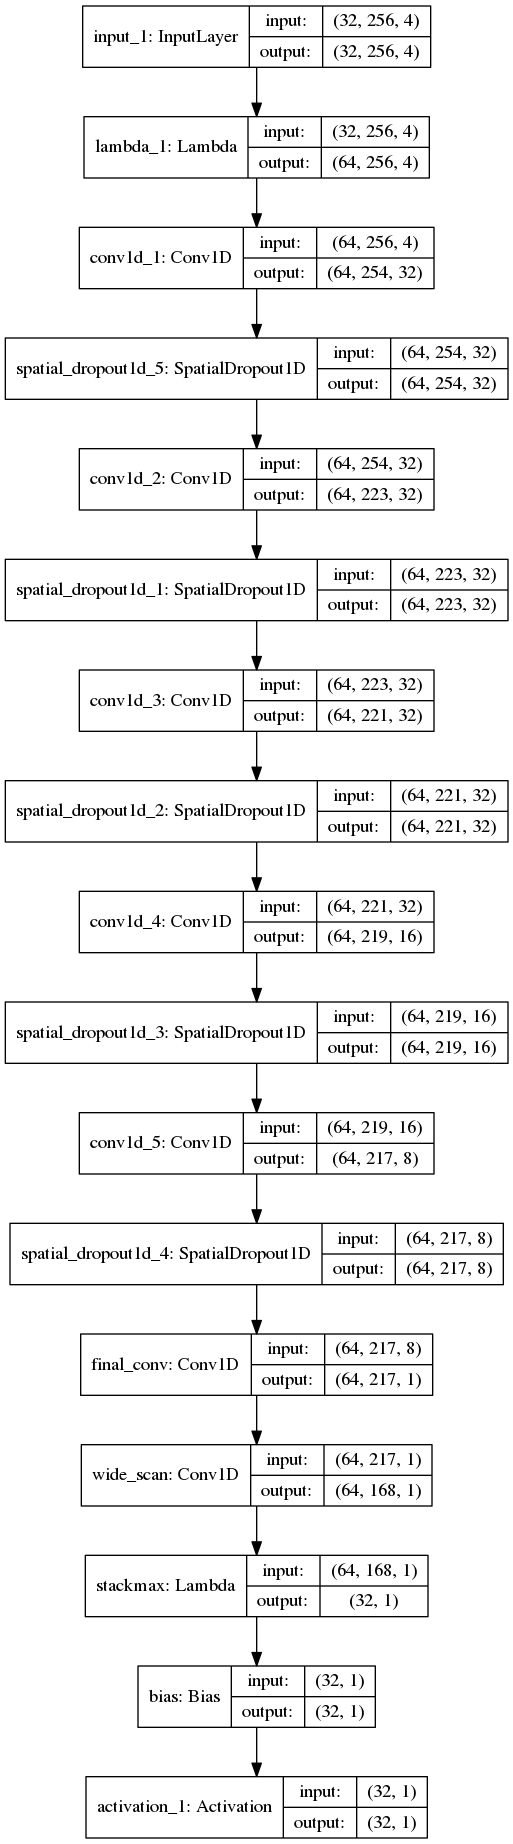 input_1: InputLayer
input: (32, 256, 4)
output: (32, 256, 4)
lambda_1: Lambda
input: (32, 256, 4)
output: (64, 256, 4)
conv1d_1: Conv1D
input: (64, 256, 4)
output: (64, 254, 32)
spatial_dropout1d_5: SpatialDropout1D
input: (64, 254, 32)
output: (64, 254, 32)
conv1d_2: Conv1D
input: (64, 254, 32)
output: (64, 223, 32)
spatial_dropout1d_1: SpatialDropout1D
input: (64, 223, 32)
output: (64, 223, 32)
conv1d_3: Conv1D
input: (64, 223, 32)
output: (64, 221, 32)
spatial_dropout1d_2: SpatialDropout1D
input: (64, 221, 32)
output: (64, 221, 32)
conv1d_4: Conv1D
input: (64, 221, 32)
output: (64, 219, 16)
spatial_dropout1d_3: SpatialDropout1D
input: (64, 219, 16)
output: (64, 219, 16)
conv1d_5: Conv1D
input: (64, 219, 16)
output: (64, 217, 8)
spatial_dropout1d_4: SpatialDropout1D
input: (64, 217, 8)
output: (64, 217, 8)
final_conv: Conv1D
input: (64, 217, 8)
output: (64, 217, 1)
wide_scan: Conv1D
input: (64, 217, 1)
output: (64, 168, 1)
stackmax: Lambda
input: (64, 168, 1)
output: (32, 1)
bias: Bias
input: (32, 1)
output: (32, 1)
activation_1: Activation
input: (32, 1)
output: (32, 1)